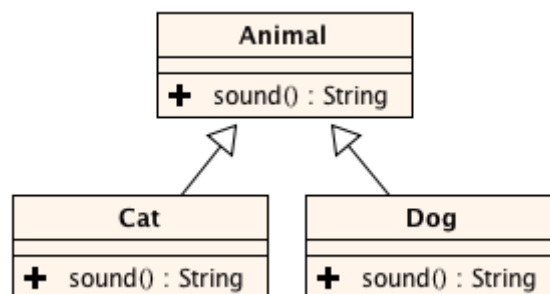 Animal
+ sound() : String
Cat
+ sound() : String
Dog
+ sound() : String